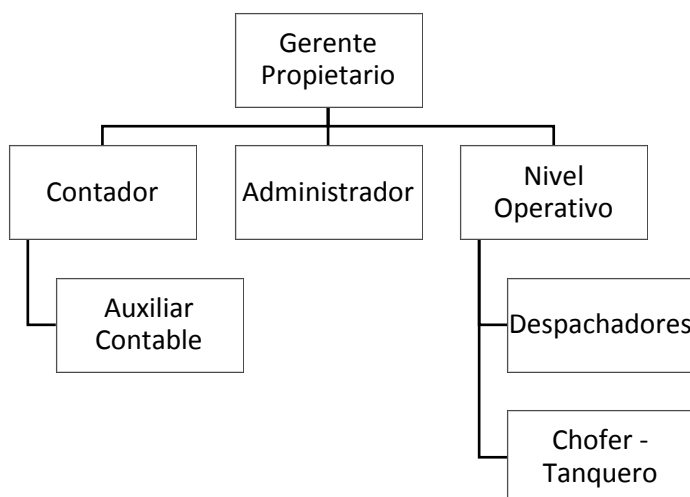 Gerente
Propietario
Contador
Administrador
Nivel
Operativo
Auxiliar
Contable
Despachadores
Chofer -
Tanquero